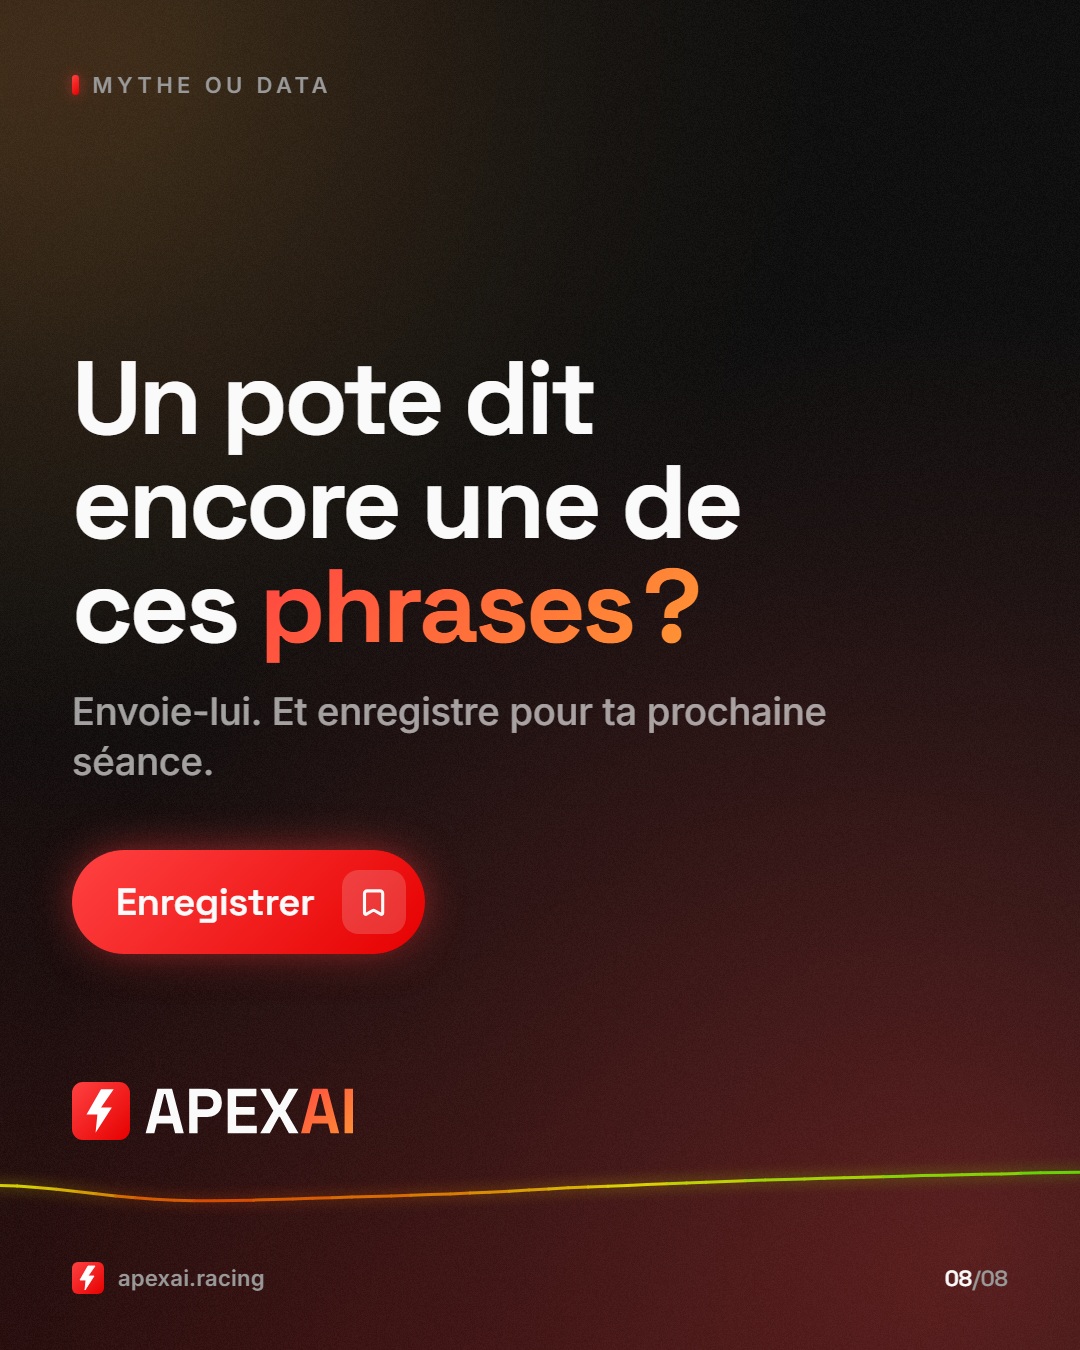 MYTHE OU DATA
Un pote dit
encore une de
ces phrases ?
Envoie-lui. Et enregistre pour ta prochaine
séance.
Enregistrer
APEXAI
apexai.racing
08/08